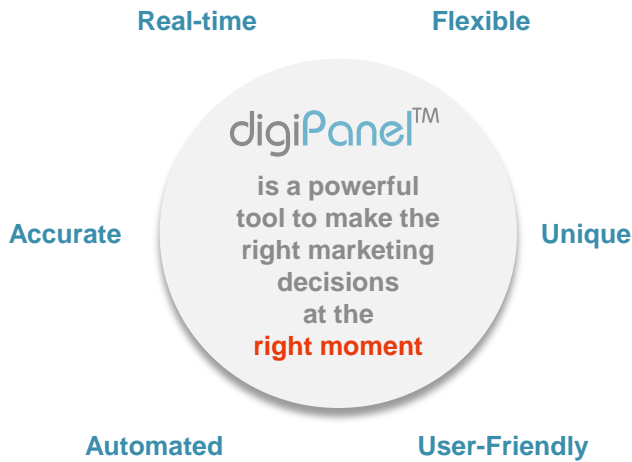 Real-time Flexible
digiPanel™
is a powerful
tool to make the
Accurate right marketing Unique
decisions
at the
right moment
Automated User-Friendly